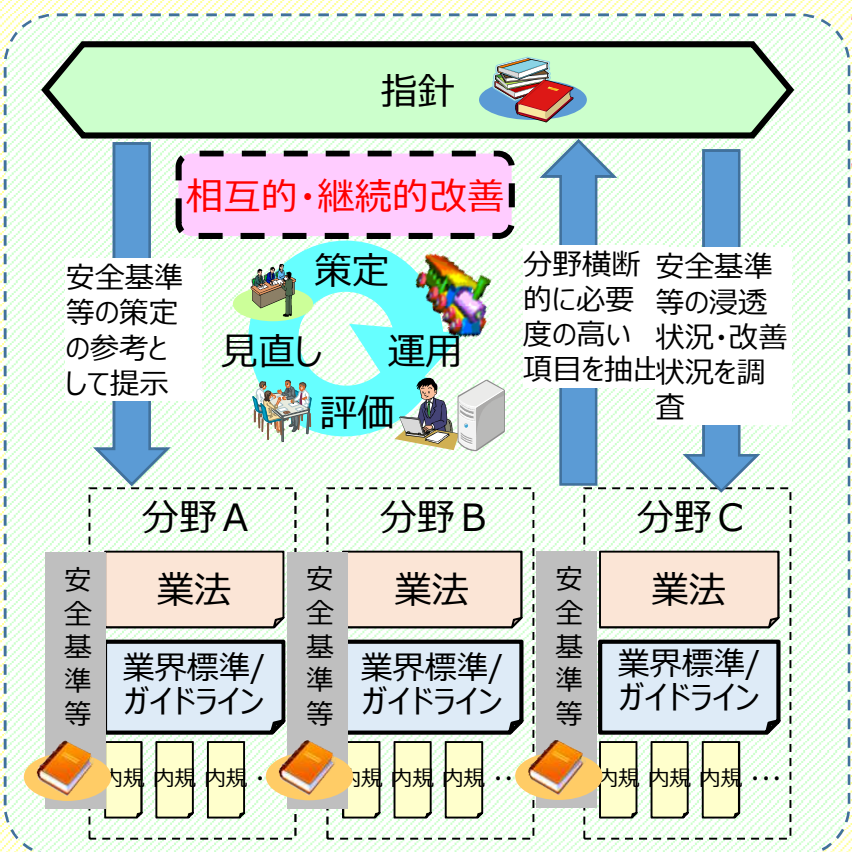 指針
相互的・継続的改善
安全基準
等の策定
の参考と
して提示
策定
運用
評価
見直し
分野横断
的に必要
度の高い
項目を抽出
安全基準
等の浸透
状況・改善
状況を調
査
分野A
安全基準等
業法
業界標準/
ガイドライン
内規 内規 内規 ・
分野B
安全基準等
業法
業界標準/
ガイドライン
内規 内規 内規 ・・
分野C
安全基準等
業法
業界標準/
ガイドライン
内規 内規 内規 ・・・